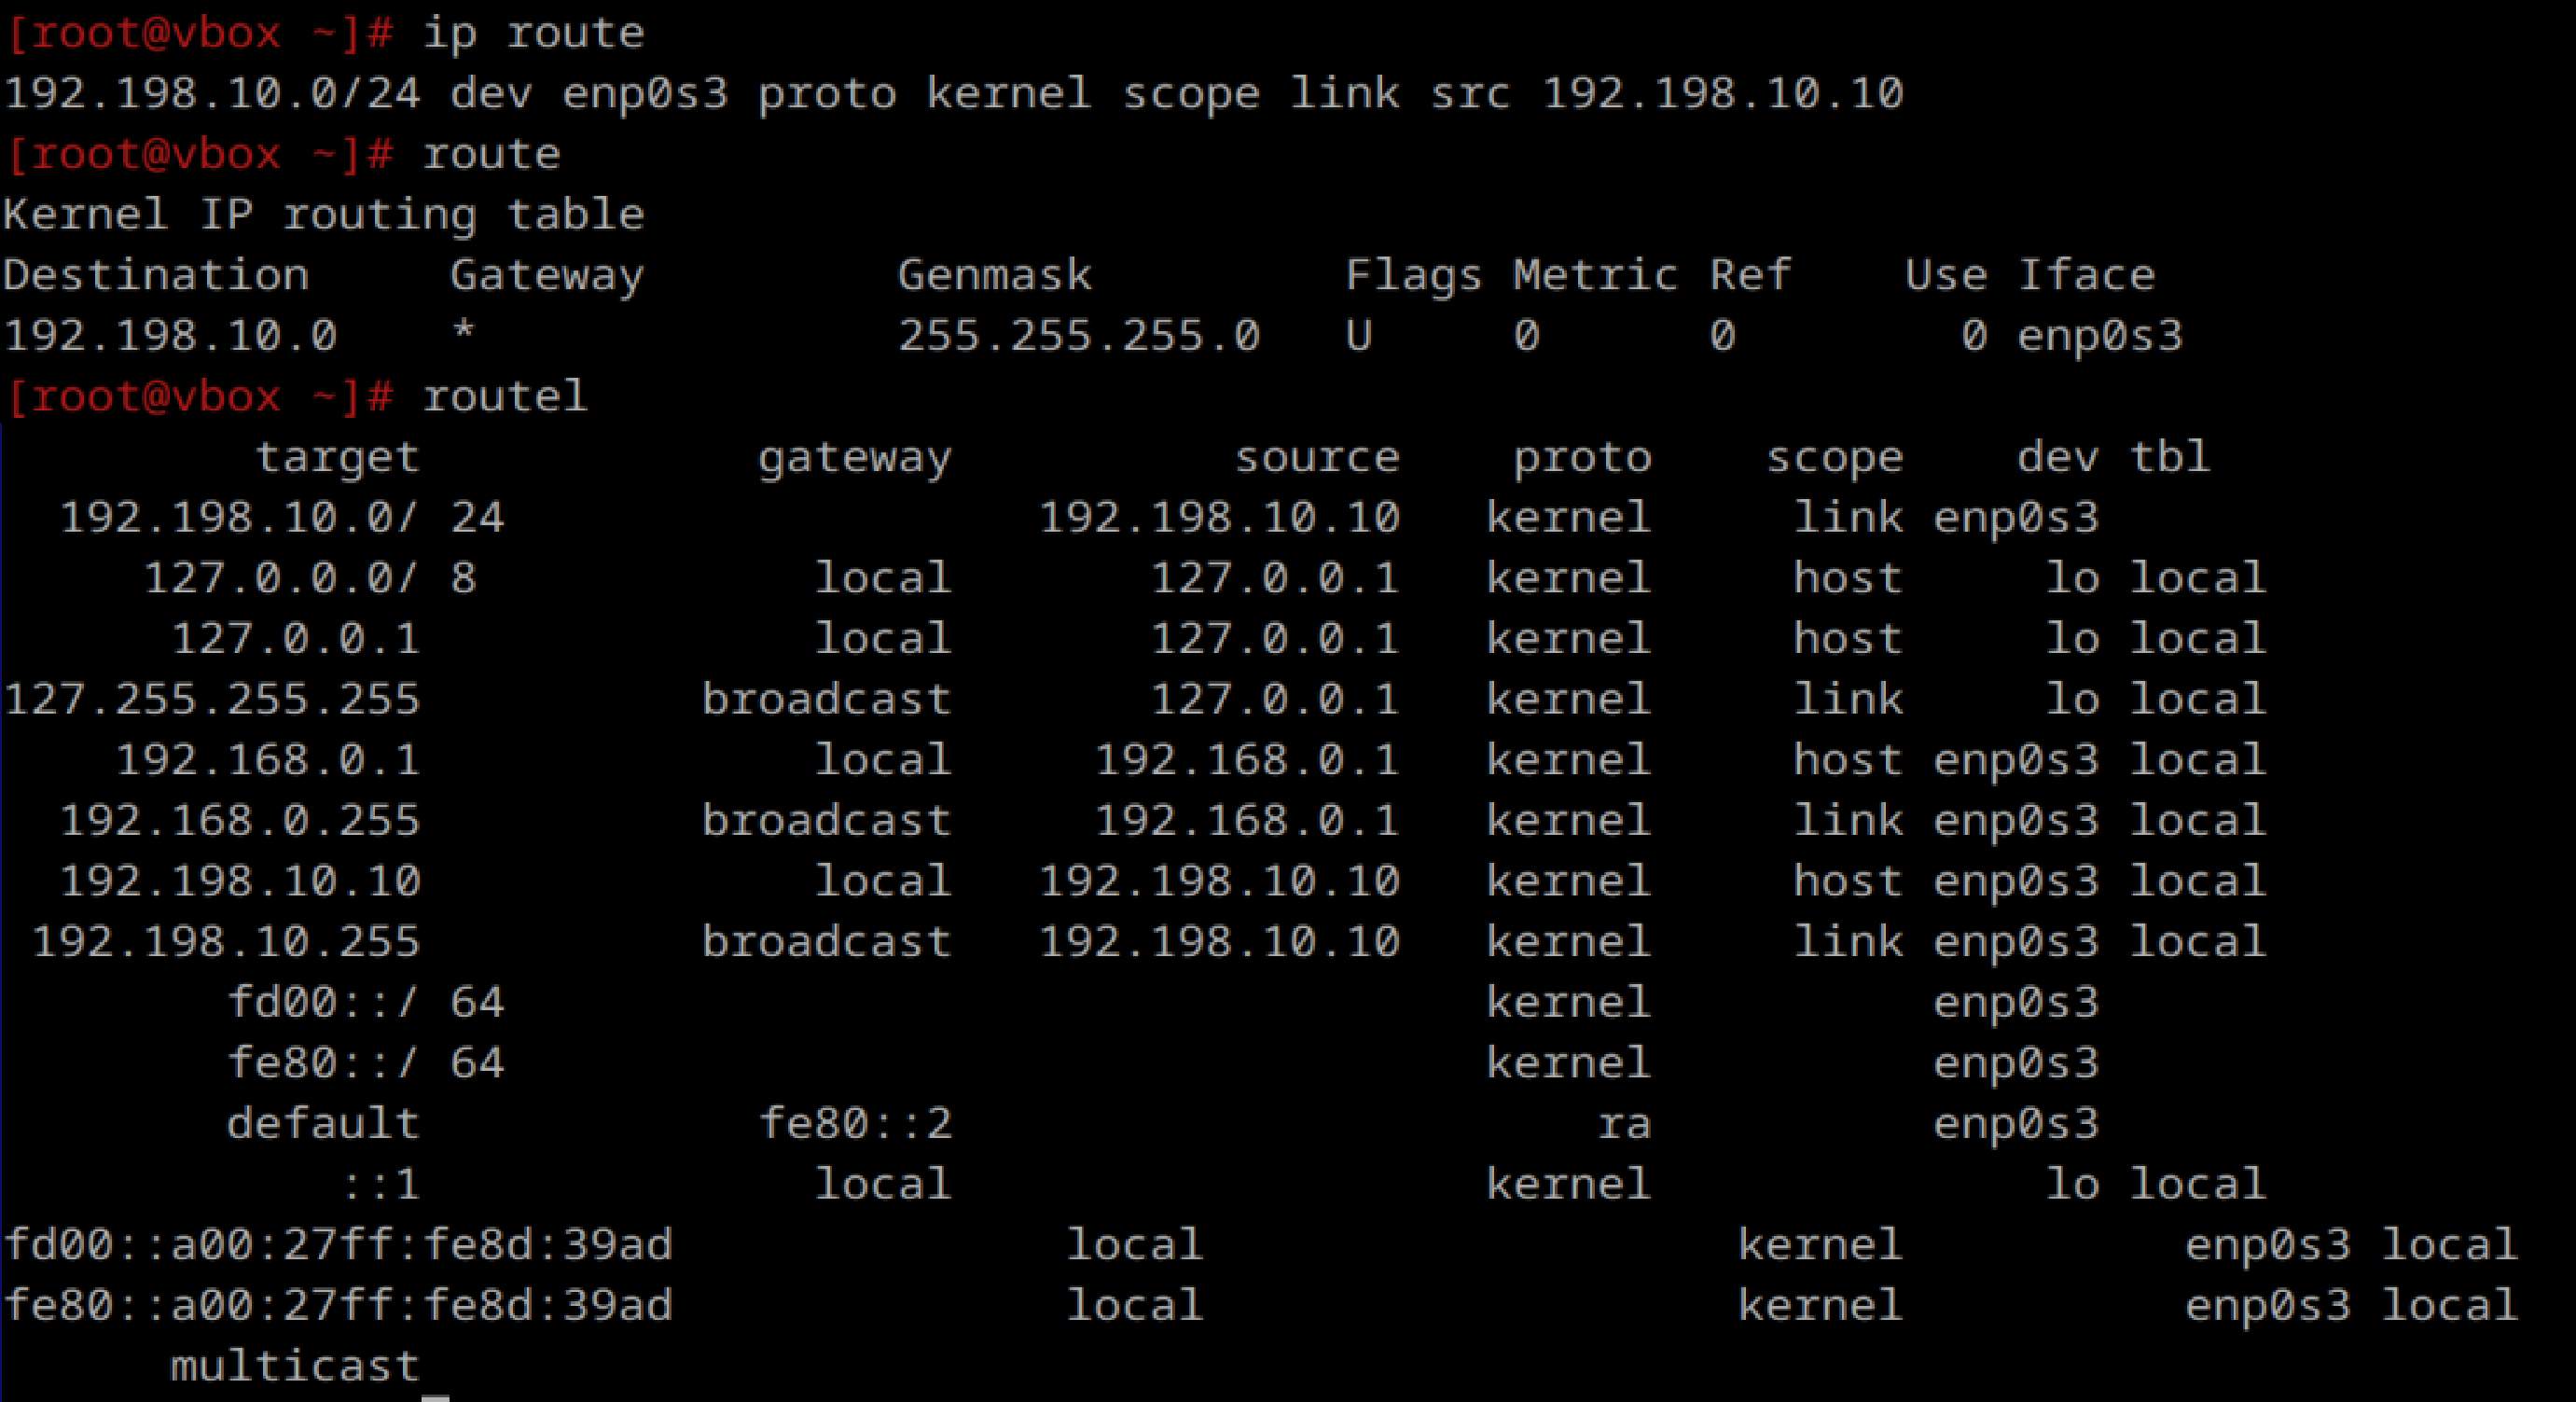 [root@vbox ~]# ip route
192.198.10.0/24 dev enp0s3 proto kernel scope link src 192.198.10.10
[root@vbox ~]# route
Kernel IP routing table
Destination     Gateway         Genmask         Flags Metric Ref    Use Iface
192.198.10.0    *               255.255.255.0   U     0      0        0 enp0s3
[root@vbox ~]# routel
         target            gateway          source    proto    scope    dev tbl
  192.198.10.0/ 24                   192.198.10.10   kernel     link enp0s3
     127.0.0.0/ 8            local       127.0.0.1   kernel     host     lo local
      127.0.0.1              local       127.0.0.1   kernel     host     lo local
127.255.255.255          broadcast       127.0.0.1   kernel     link     lo local
    192.168.0.1              local     192.168.0.1   kernel     host enp0s3 local
  192.168.0.255          broadcast     192.168.0.1   kernel     link enp0s3 local
  192.198.10.10              local   192.198.10.10   kernel     host enp0s3 local
 192.198.10.255          broadcast   192.198.10.10   kernel     link enp0s3 local
        fd00::/ 64                                   kernel          enp0s3
        fe80::/ 64                                   kernel          enp0s3
        default            fe80::2                       ra          enp0s3
            ::1              local                   kernel              lo local
fd00::a00:27ff:fe8d:39ad              local                   kernel          enp0s3 local
fe80::a00:27ff:fe8d:39ad              local                   kernel          enp0s3 local
      multicast